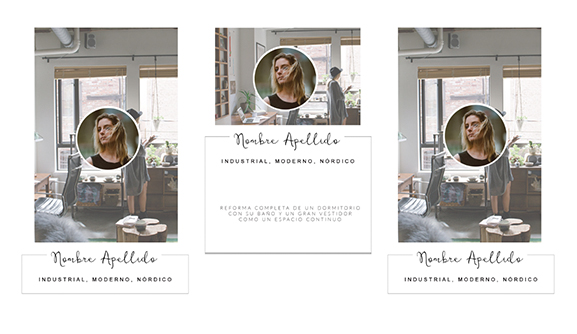 Nombre Apellido
INDUSTRIAL, MODERNO, NÓRDICO
Nombre Apellido
INDUSTRIAL, MODERNO, NÓRDICO
REFORMA COMPLETA DE UN DORMITORIO
CON SU BAÑO Y UN GRAN VESTIDOR
COMO UN ESPACIO CONTINUO
Nombre Apellido
INDUSTRIAL, MODERNO, NÓRDICO